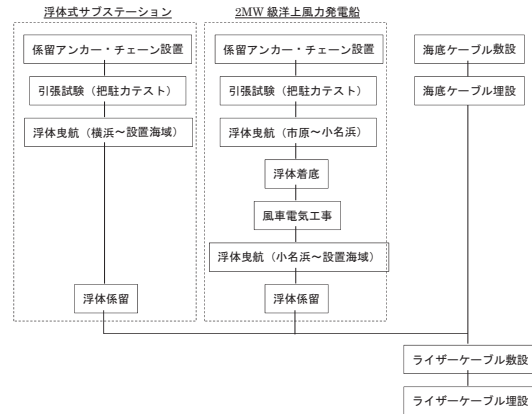 浮体式サブステーション
係留アンカー・チェーン設置
引張試験（把駐力テスト）
浮体曳航（横浜～設置海域）
浮体係留
2MW 級洋上風力発電船
係留アンカー・チェーン設置
引張試験（把駐力テスト）
浮体曳航（市原～小名浜）
浮体着底
風車電気工事
浮体曳航（小名浜～設置海域）
浮体係留
海底ケーブル敷設
海底ケーブル埋設
ライザーケーブル敷設
ライザーケーブル埋設